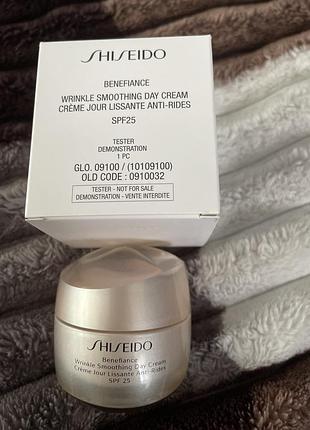 SHISEIDO
BENEFIANCE
WRINKLE SMOOTHING DAY CREAM
CRÈME JOUR LISSANTE ANTI-RIDES
SPF25
TESTER
DEMONSTRATION
1 PC
GLO. 09100 / (10109100)
OLD CODE : 0910032
TESTER - NOT FOR SALE
DEMONSTRATION - VENTE INTERDITE
SHISEIDO
Benefiance
Wrinkle Smoothing Day Cream
Crème Jour Lissante Anti-Rides
SPF 25